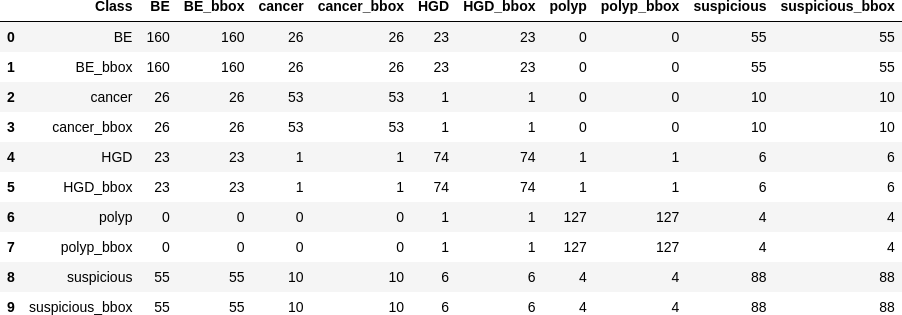 Class BE BE_bbox cancer cancer_bbox HGD HGD_bbox polyp polyp_bbox suspicious suspicious_bbox
0 BE 160 160 26 26 23 23 0 0 55 55
1 BE_bbox 160 160 26 26 23 23 0 0 55 55
2 cancer 26 26 53 53 1 1 0 0 10 10
3 cancer_bbox 26 26 53 53 1 1 0 0 10 10
4 HGD 23 23 1 1 74 74 1 1 6 6
5 HGD_bbox 23 23 1 1 74 74 1 1 6 6
6 polyp 0 0 0 0 1 1 127 127 4 4
7 polyp_bbox 0 0 0 0 1 1 127 127 4 4
8 suspicious 55 55 10 10 6 6 4 4 88 88
9 suspicious_bbox 55 55 10 10 6 6 4 4 88 88